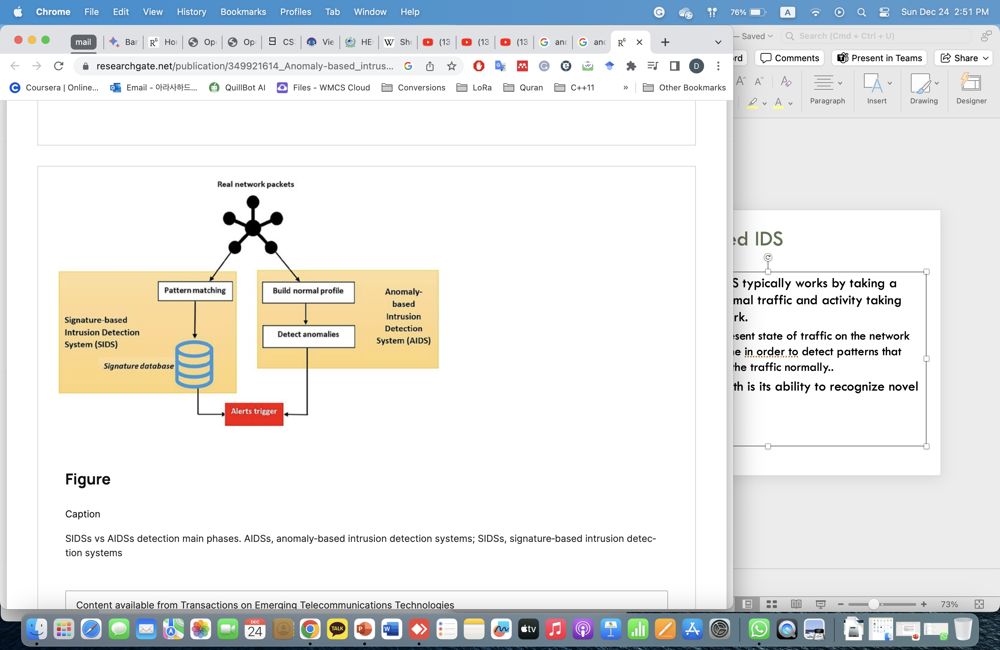 Chrome File Edit View History Bookmarks Profiles Tab Window Help 76% A Sun Dec 24 2:51 PM
mail Bar Ho Op Op CS Vie HE W Sh (13 (13 (13 and and RG
researchgate.net/publication/349921614_Anomaly-based_intrus... D
Coursera | Online... Email - 아라사하드... QuillBot AI Files - WMCS Cloud Conversions LoRa Quran C++11 » Other Bookmarks
— Saved Search (Cmd + Ctrl + U)
rd Comments Present in Teams Share
Paragraph Insert Drawing Designer
Real network packets
Pattern matching
Signature-based
Intrusion Detection
System (SIDS)
Signature database
Build normal profile
Detect anomalies
Anomaly-
based
Intrusion
Detection
System (AIDS)
Alerts trigger
Figure
Caption
SIDSs vs AIDSs detection main phases. AIDSs, anomaly-based intrusion detection systems; SIDSs, signature-based intrusion detec-
tion systems
Content available from Transactions on Emerging Telecommunications Technologies
ed IDS
S typically works by taking a
mal traffic and activity taking
rk.
esent state of traffic on the network
ne in order to detect patterns that
the traffic normally..
th is its ability to recognize novel
73%
TALK
DEC
24
tv